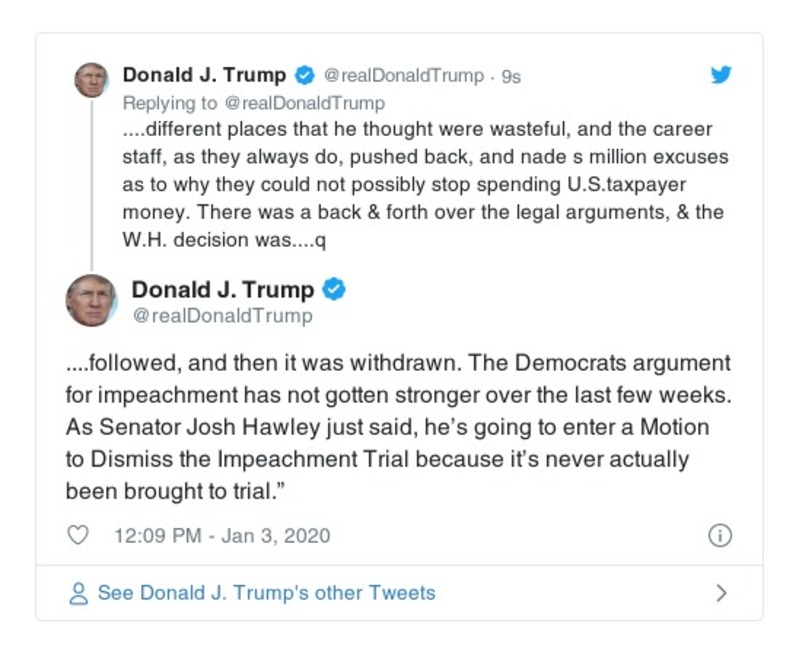 Donald J. Trump @realDonaldTrump · 9s
Replying to @realDonaldTrump
....different places that he thought were wasteful, and the career
staff, as they always do, pushed back, and nade s million excuses
as to why they could not possibly stop spending U.S.taxpayer
money. There was a back & forth over the legal arguments, & the
W.H. decision was....q
Donald J. Trump
@realDonaldTrump
....followed, and then it was withdrawn. The Democrats argument
for impeachment has not gotten stronger over the last few weeks.
As Senator Josh Hawley just said, he’s going to enter a Motion
to Dismiss the Impeachment Trial because it’s never actually
been brought to trial.”
12:09 PM - Jan 3, 2020
See Donald J. Trump's other Tweets